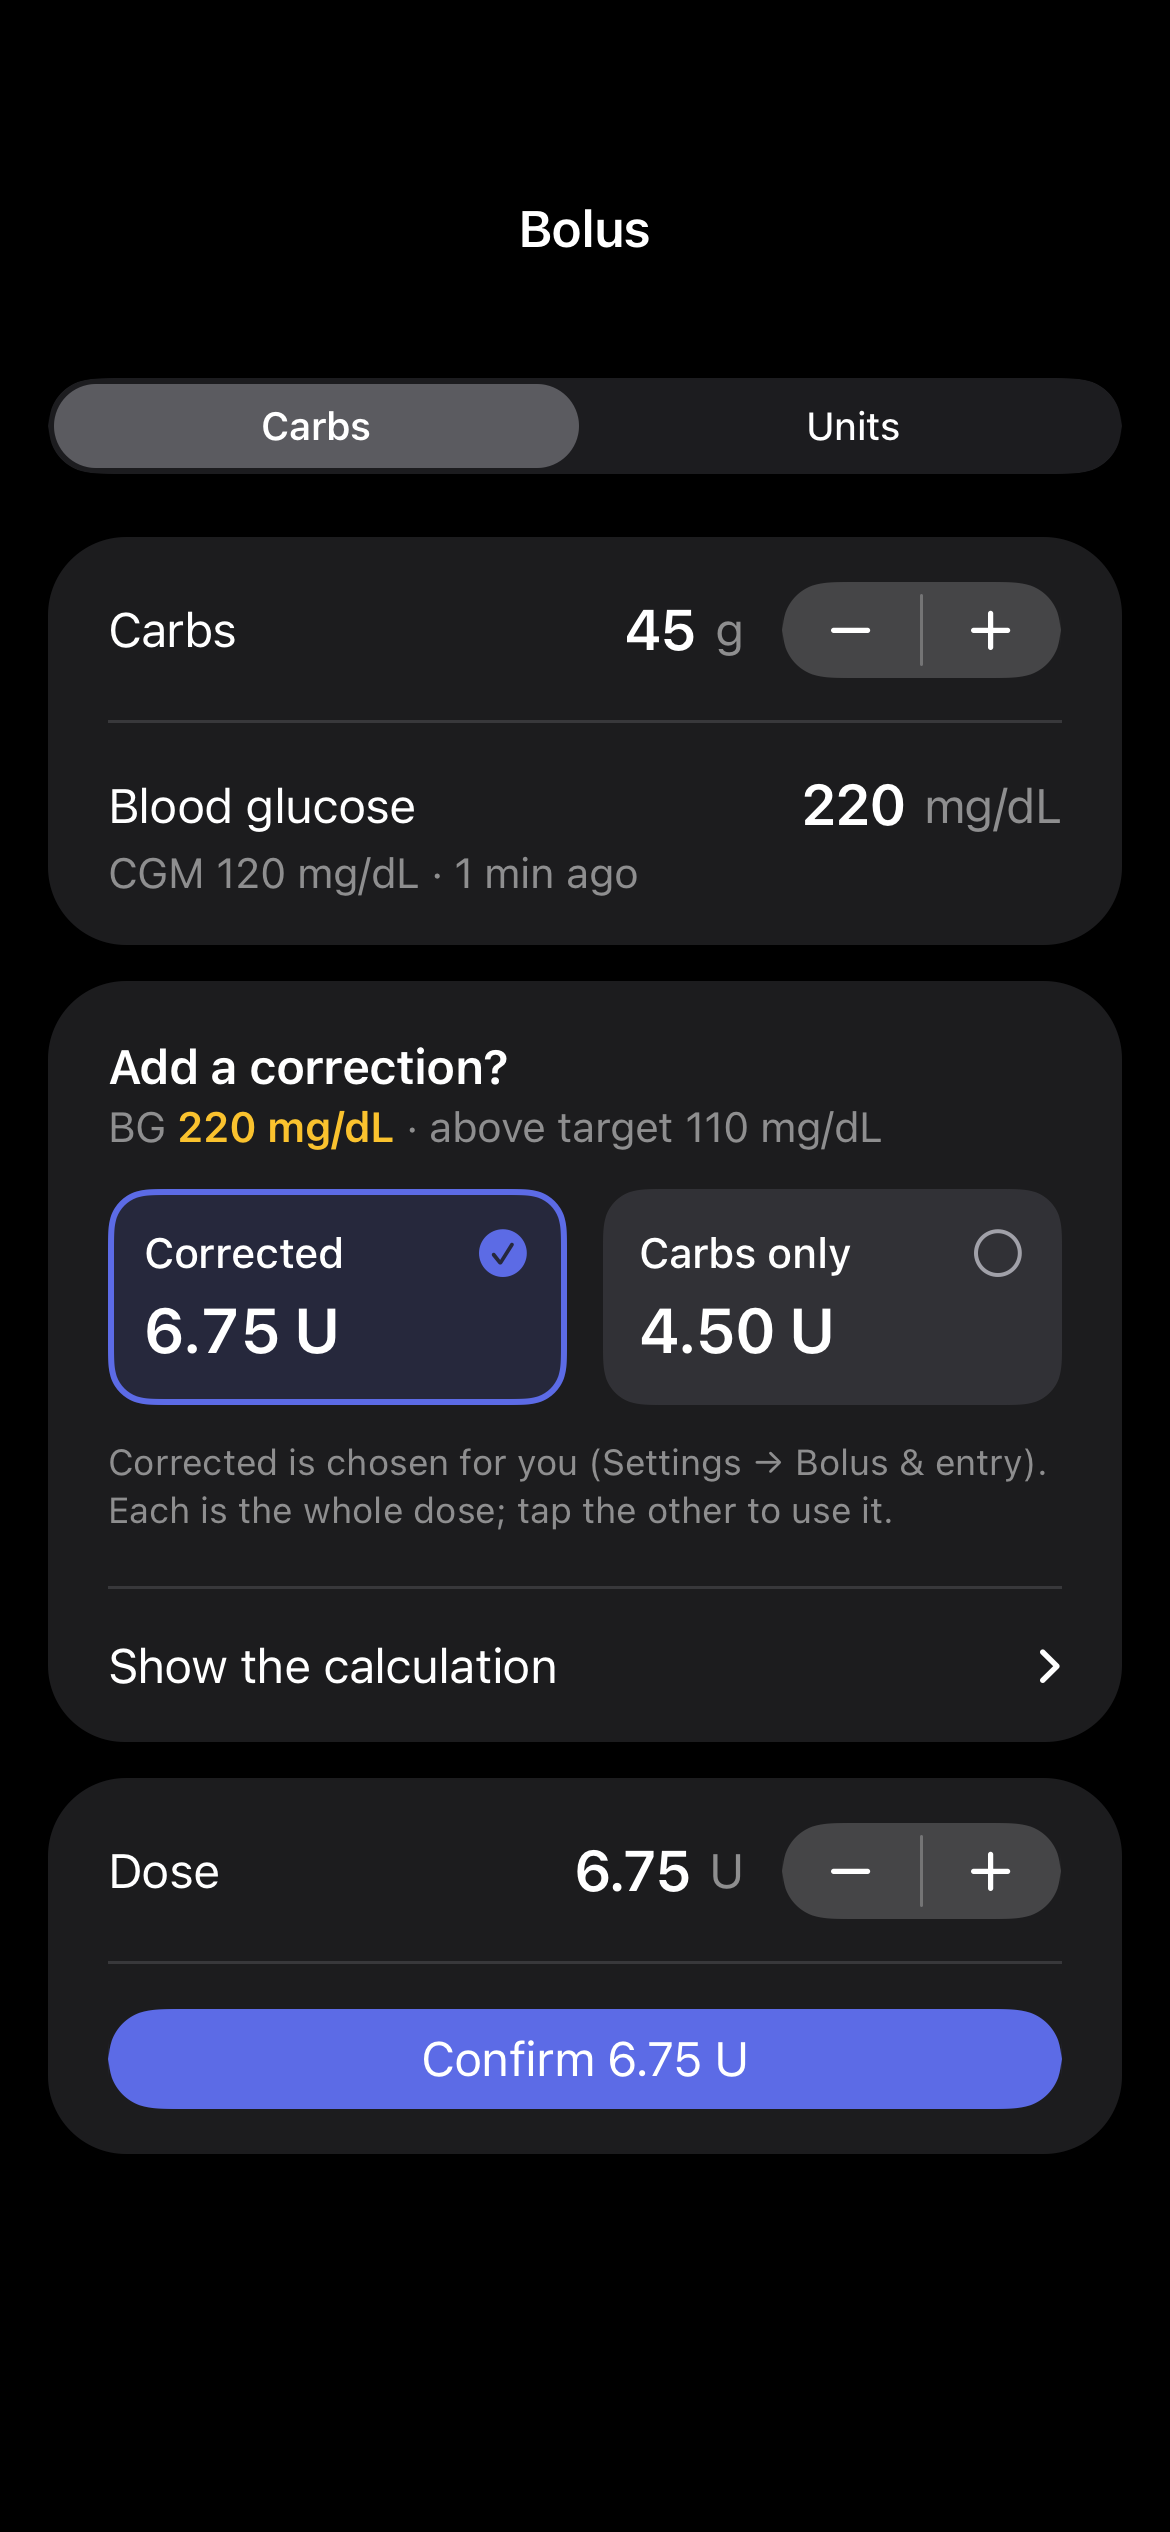 Bolus
Carbs
Units
Carbs 45 g
Blood glucose 220 mg/dL
CGM 120 mg/dL · 1 min ago
Add a correction?
BG 220 mg/dL · above target 110 mg/dL
Corrected
6.75 U
Carbs only
4.50 U
Corrected is chosen for you (Settings → Bolus & entry).
Each is the whole dose; tap the other to use it.
Show the calculation
Dose 6.75 U
Confirm 6.75 U